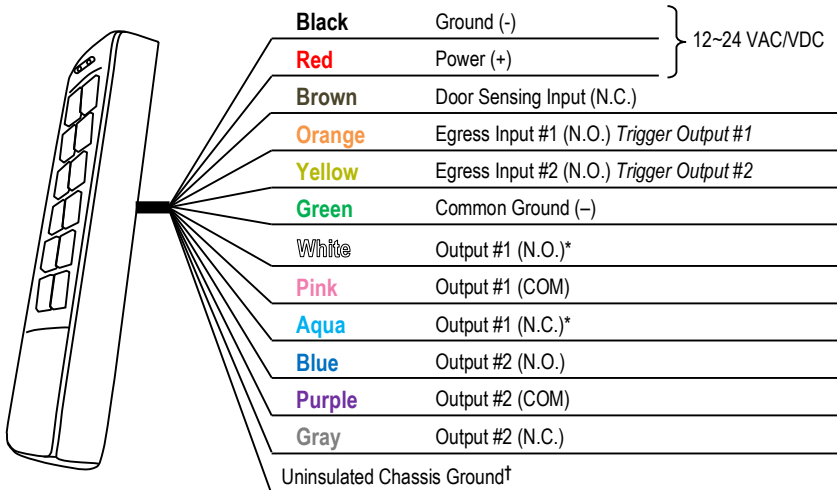 Black Ground (-)
12~24 VAC/VDC
Red Power (+)
Brown Door Sensing Input (N.C.)
Orange Egress Input #1 (N.O.) Trigger Output #1
Yellow Egress Input #2 (N.O.) Trigger Output #2
Green Common Ground (–)
White Output #1 (N.O.)*
Pink Output #1 (COM)
Aqua Output #1 (N.C.)*
Blue Output #2 (N.O.)
Purple Output #2 (COM)
Gray Output #2 (N.C.)
Uninsulated Chassis Ground†